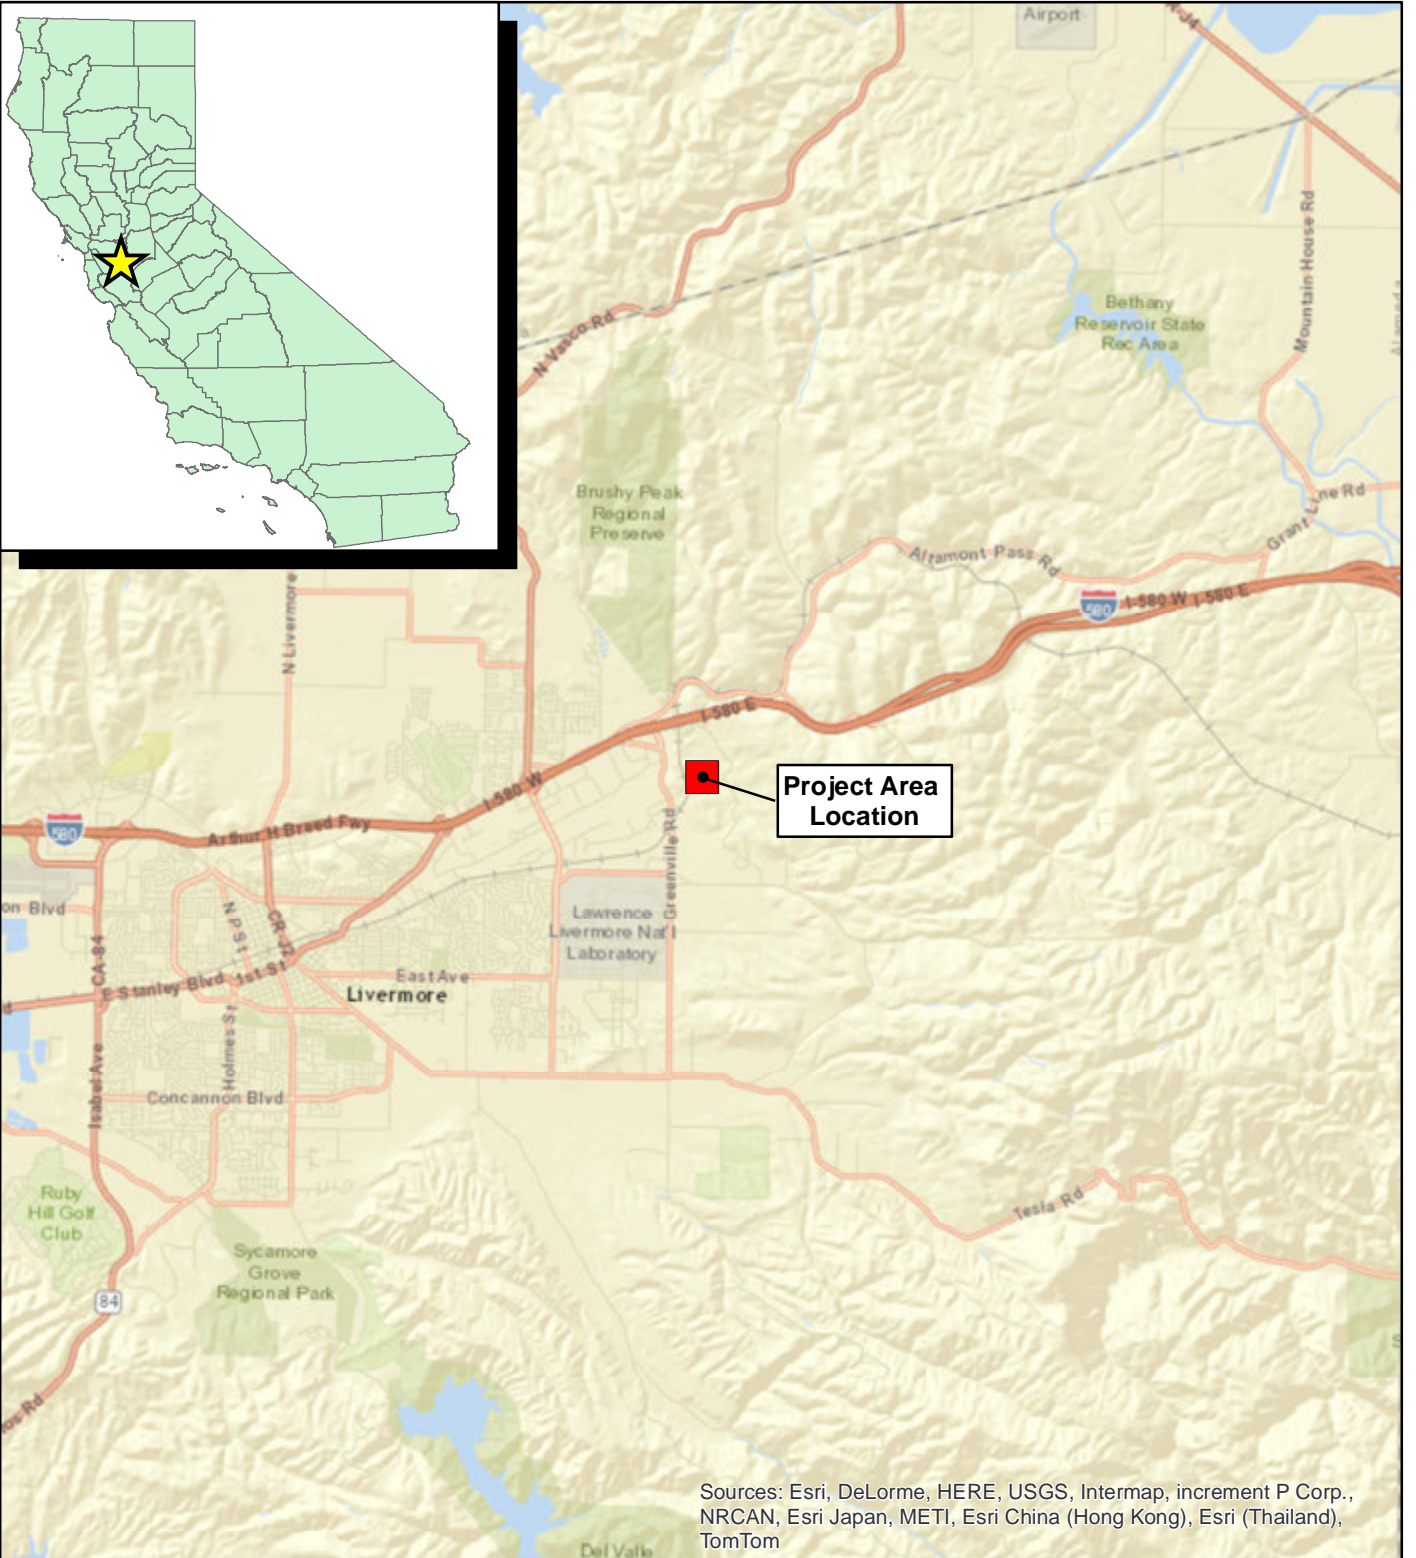 Airport
R-J4
N Vasco Rd
Mountain House Rd
Alameda
Bethany
Reservoir State
Rec Area
Brushy Peak
Regional
Preserve
Grant Line Rd
Altamont Pass Rd
580
I-580 W
I-580 E
N Livermore
I-580 E
I-580 W
Project Area
Location
580
Arthur H Breed Fwy
Greenville Rd
on Blvd
N P St
CR-J2
Lawrence
Livermore Nat'l
Laboratory
CA-84
E Stanley Blvd
1st St
East Ave
Livermore
Holmes St
Isabel Ave
Concannon Blvd
Ruby
Hill Golf
Club
Tesla Rd
Sycamore
Grove
Regional Park
84
os Rd
Del Valle
Sources: Esri, DeLorme, HERE, USGS, Intermap, increment P Corp.,
NRCAN, Esri Japan, METI, Esri China (Hong Kong), Esri (Thailand),
TomTom